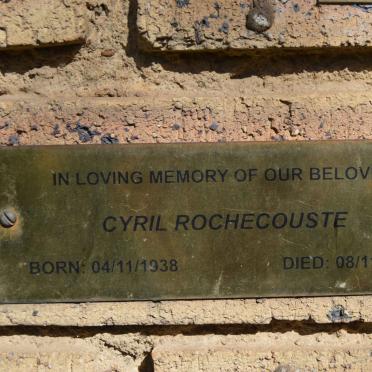 IN LOVING MEMORY OF OUR BELOV
CYRIL ROCHECOUSTE
BORN: 04/11/1938 DIED: 08/1